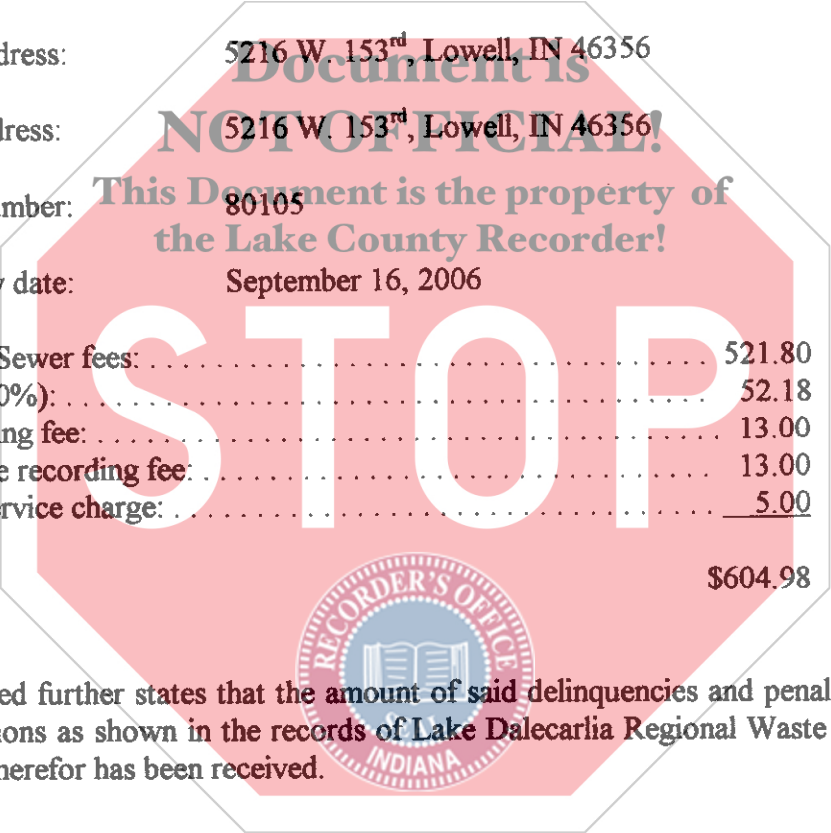 dress: 5216 W. 153rd, Lowell, IN 46356
Document is
dress: 5216 W. 153rd, Lowell, IN 46356
NOT OFFICIAL!
This Document is the property of
mber: 80105
the Lake County Recorder!
date: September 16, 2006
STOP
Sewer fees: 521.80
0%): 52.18
ng fee: 13.00
e recording fee: 13.00
rvice charge: 5.00
$604.98
RECORDER'S OFFICE
ed further states that the amount of said delinquencies and penal
ons as shown in the records of Lake Dalecarlia Regional Waste
SEAL
herefor has been received.
INDIANA